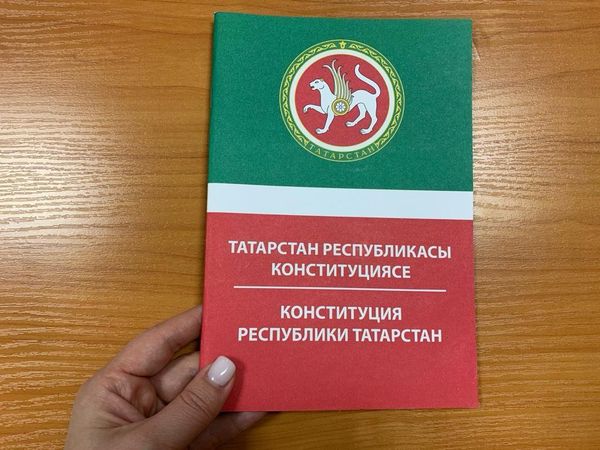 ТАТАРСТАН
ТАТАРСТАН РЕСПУБЛИКАСЫ
КОНСТИТУЦИЯСЕ
КОНСТИТУЦИЯ
РЕСПУБЛИКИ ТАТАРСТАН